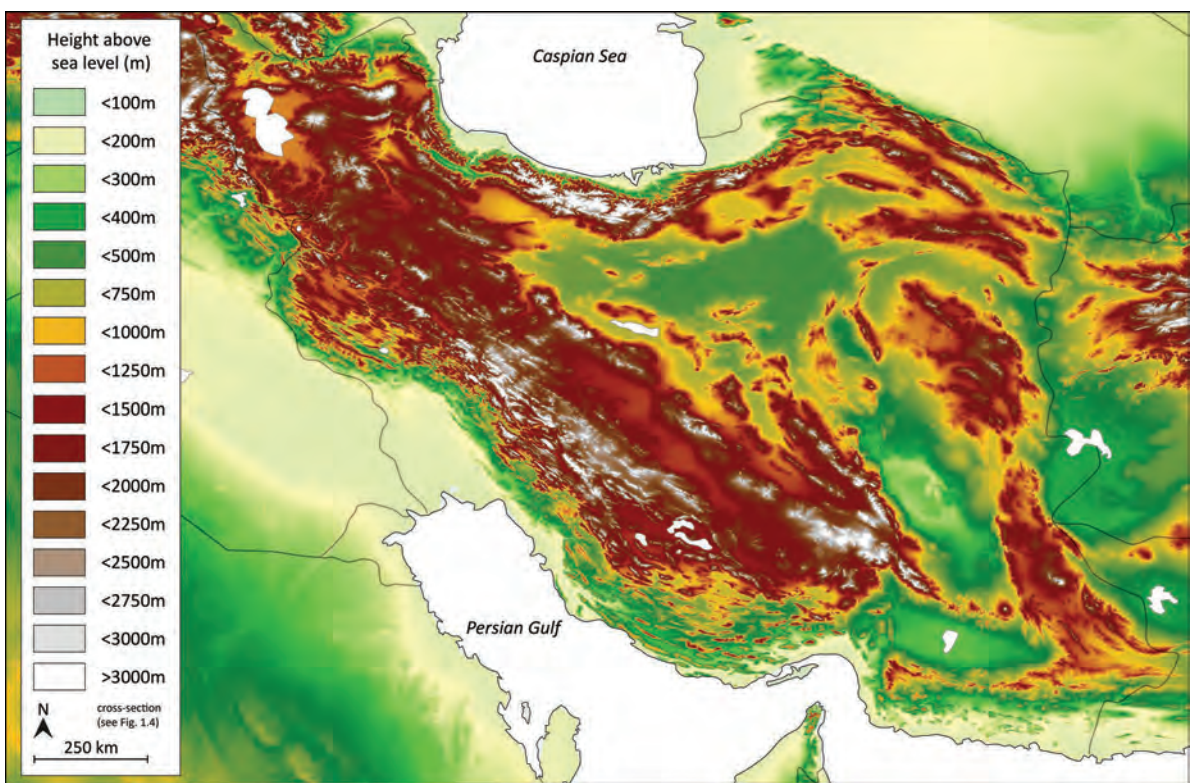 Height above
sea level (m)
<100m
<200m
<300m
<400m
<500m
<750m
<1000m
<1250m
<1500m
<1750m
<2000m
<2250m
<2500m
<2750m
<3000m
>3000m
N
cross-section
(see Fig. 1.4)
250 km
Caspian Sea
Persian Gulf